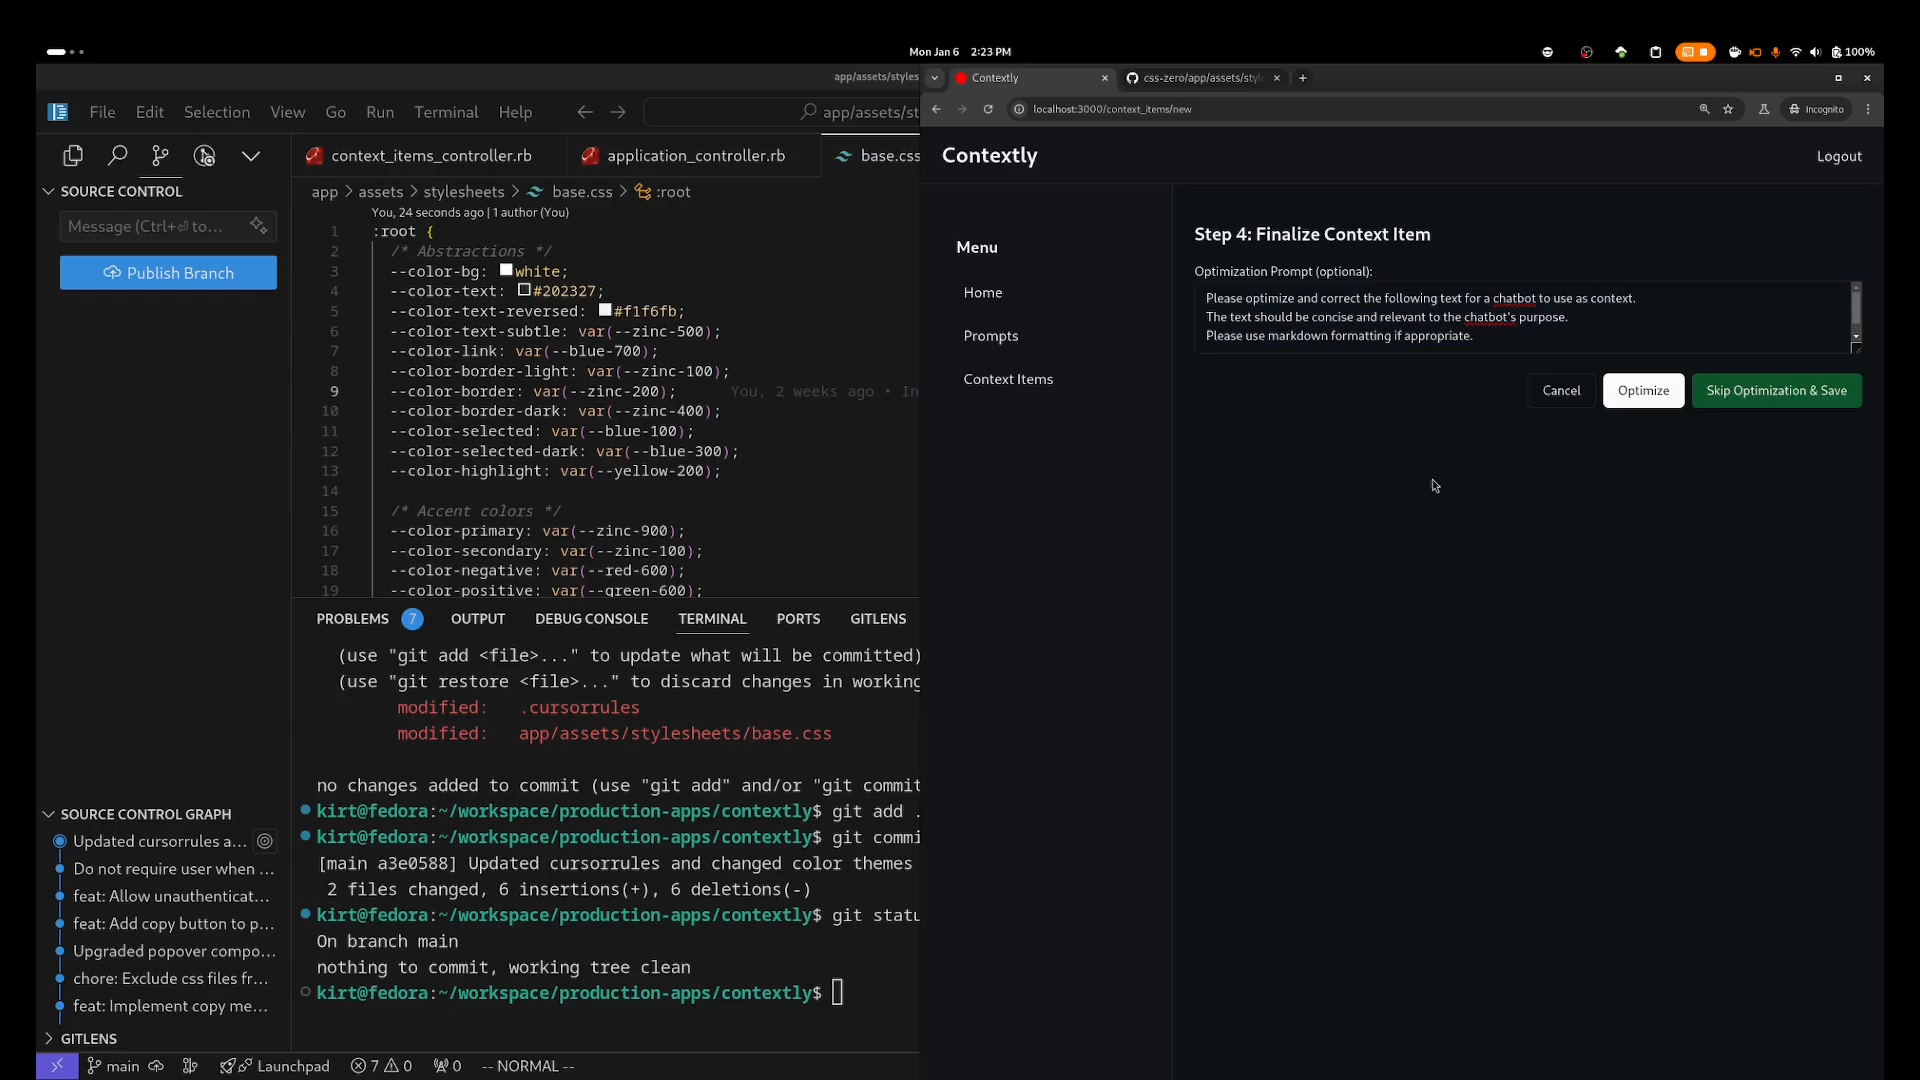 Mon Jan 6 2:23 PM
100%
app/assets/styles
File Edit Selection View Go Run Terminal Help
app/assets/st
SOURCE CONTROL
Message (Ctrl+⏎ to...
Publish Branch
context_items_controller.rb
application_controller.rb
base.css
app > assets > stylesheets > base.css > :root
You, 24 seconds ago | 1 author (You)
1 :root {
2 /* Abstractions */
3 --color-bg: white;
4 --color-text: #202327;
5 --color-text-reversed: #f1f6fb;
6 --color-text-subtle: var(--zinc-500);
7 --color-link: var(--blue-700);
8 --color-border-light: var(--zinc-100);
9 --color-border: var(--zinc-200); You, 2 weeks ago • In
10 --color-border-dark: var(--zinc-400);
11 --color-selected: var(--blue-100);
12 --color-selected-dark: var(--blue-300);
13 --color-highlight: var(--yellow-200);
14
15 /* Accent colors */
16 --color-primary: var(--zinc-900);
17 --color-secondary: var(--zinc-100);
18 --color-negative: var(--red-600);
19 --color-positive: var(--green-600);
PROBLEMS 7 OUTPUT DEBUG CONSOLE TERMINAL PORTS GITLENS
(use "git add <file>..." to update what will be committed)
(use "git restore <file>..." to discard changes in working
modified: .cursorrules
modified: app/assets/stylesheets/base.css
no changes added to commit (use "git add" and/or "git commit
kirt@fedora:~/workspace/production-apps/contextly$ git add .
kirt@fedora:~/workspace/production-apps/contextly$ git commi
[main a3e0588] Updated cursorrules and changed color themes
2 files changed, 6 insertions(+), 6 deletions(-)
kirt@fedora:~/workspace/production-apps/contextly$ git statu
On branch main
nothing to commit, working tree clean
kirt@fedora:~/workspace/production-apps/contextly$
SOURCE CONTROL GRAPH
Updated cursorrules a...
Do not require user when ...
feat: Allow unauthenticat...
feat: Add copy button to p...
Upgraded popover compo...
chore: Exclude css files fr...
feat: Implement copy me...
GITLENS
main Launchpad 7 0 0 -- NORMAL --
Contextly
css-zero/app/assets/styl
localhost:3000/context_items/new
Incognito
Contextly
Logout
Menu
Home
Prompts
Context Items
Step 4: Finalize Context Item
Optimization Prompt (optional):
Please optimize and correct the following text for a chatbot to use as context.
The text should be concise and relevant to the chatbot's purpose.
Please use markdown formatting if appropriate.
Cancel
Optimize
Skip Optimization & Save